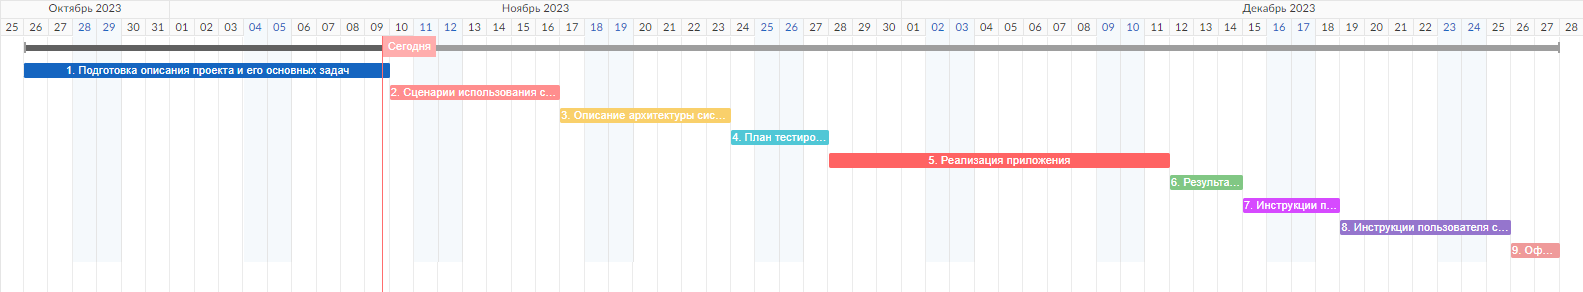 Октябрь 2023 Ноябрь 2023 Декабрь 2023
25 26 27 28 29 30 31 01 02 03 04 05 06 07 08 09 10 11 12 13 14 15 16 17 18 19 20 21 22 23 24 25 26 27 28 29 30 01 02 03 04 05 06 07 08 09 10 11 12 13 14 15 16 17 18 19 20 21 22 23 24 25 26 27 28
Сегодня
1. Подготовка описания проекта и его основных задач
2. Сценарии использования с...
3. Описание архитектуры сис...
4. План тестиро...
5. Реализация приложения
6. Результа...
7. Инструкции п...
8. Инструкции пользователя с...
9. Оф...